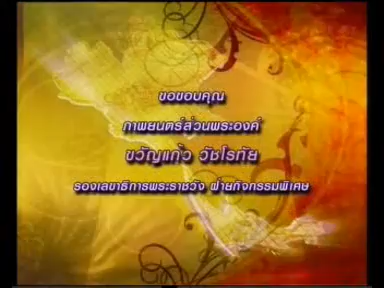 ขอขอบคุณ
ภาพยนตร์ส่วนพระองค์
ขวัญแก้ว วัชโรทัย
รองเลขาธิการพระราชวัง ฝ่ายกิจกรรมพิเศษ